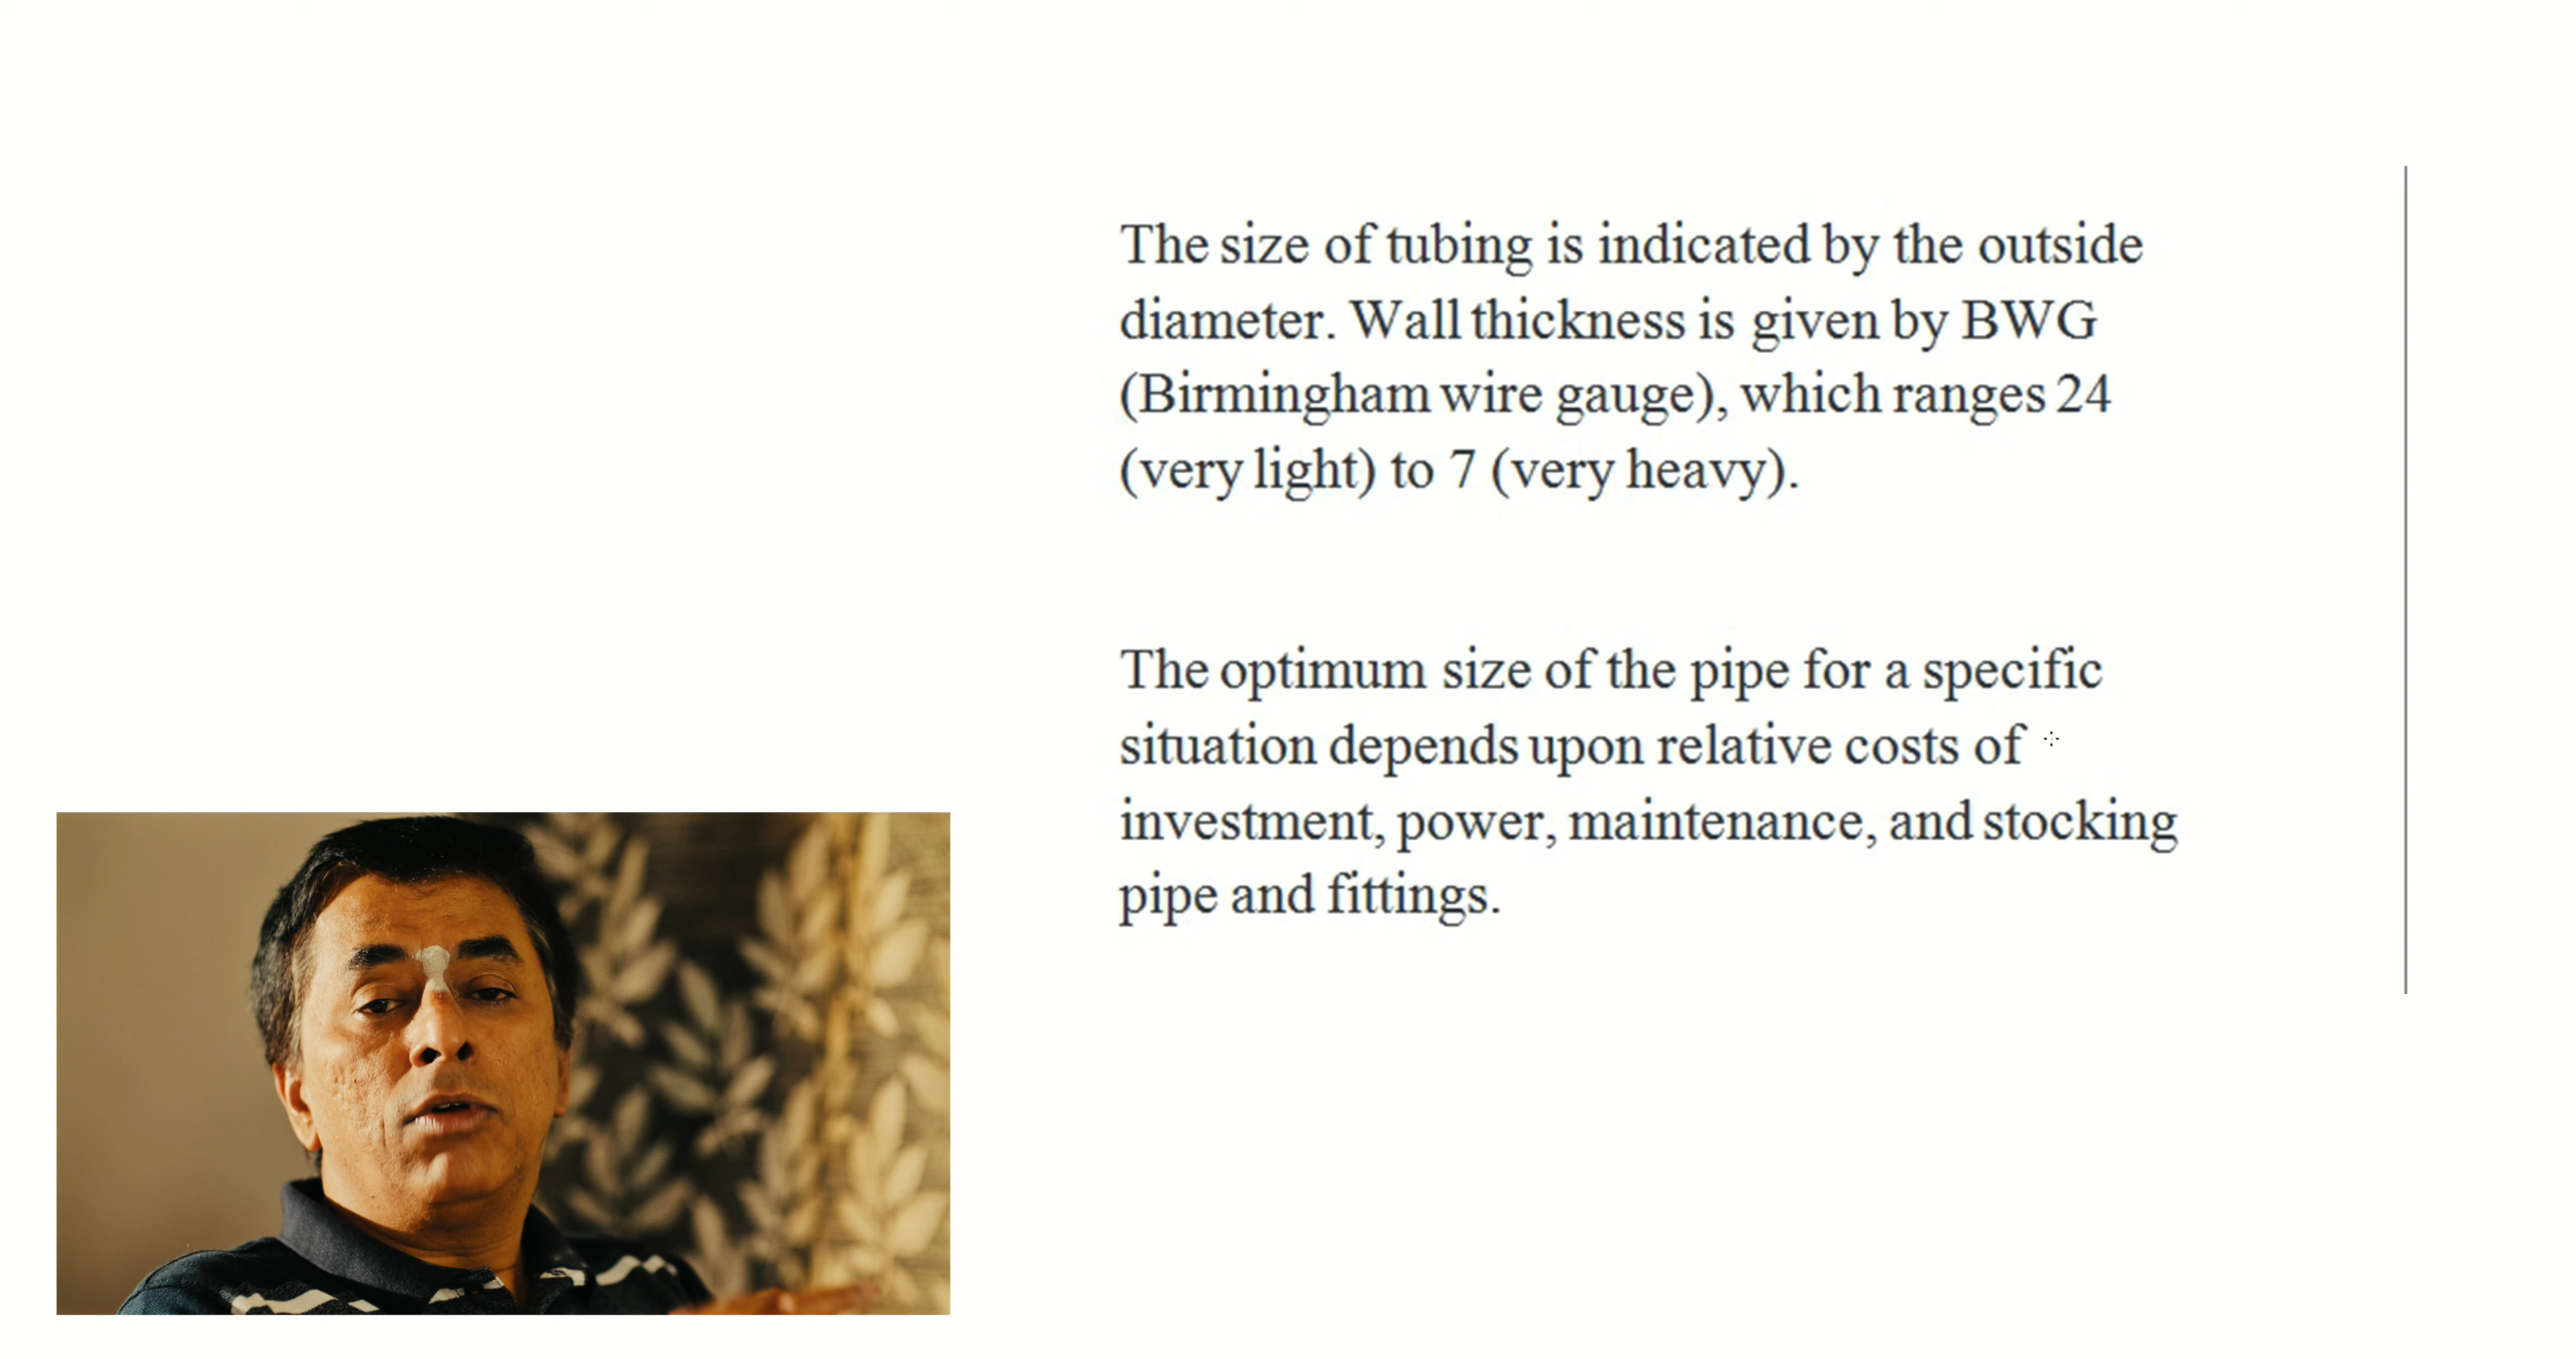 The size of tubing is indicated by the outside
diameter. Wall thickness is given by BWG
(Birmingham wire gauge), which ranges 24
(very light) to 7 (very heavy).
The optimum size of the pipe for a specific
situation depends upon relative costs of
investment, power, maintenance, and stocking
pipe and fittings.